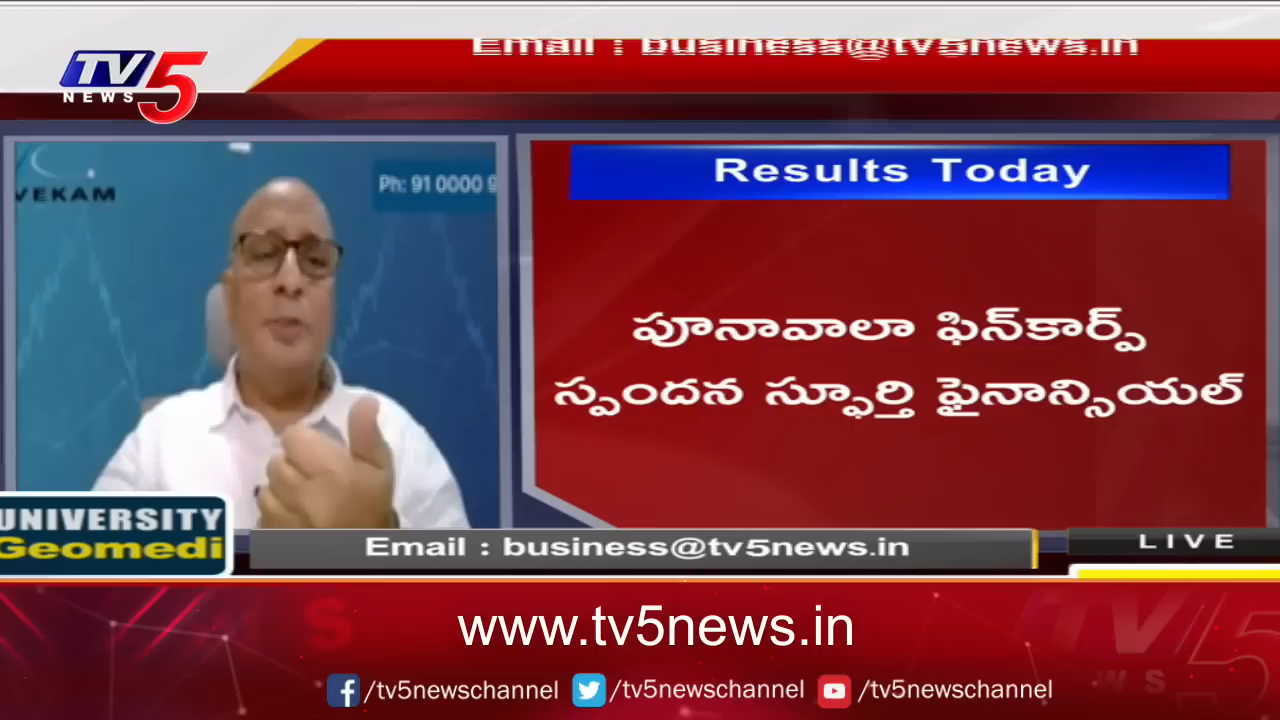 Email : business@tv5news.in
TV5
NEWS
VEKAM
Ph: 91 0000 9
Results Today
పూనావాలా ఫిన్‌కార్ప్
స్పందన స్ఫూర్తి ఫైనాన్సియల్
UNIVERSITY
Geomedi
Email : business@tv5news.in
LIVE
www.tv5news.in
/tv5newschannel /tv5newschannel /tv5newschannel